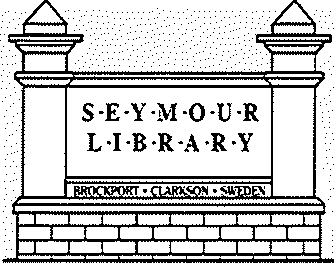 S·E·Y·M·O·U·R
L·I·B·R·A·R·Y
BROCKPORT · CLARKSON · SWEDEN